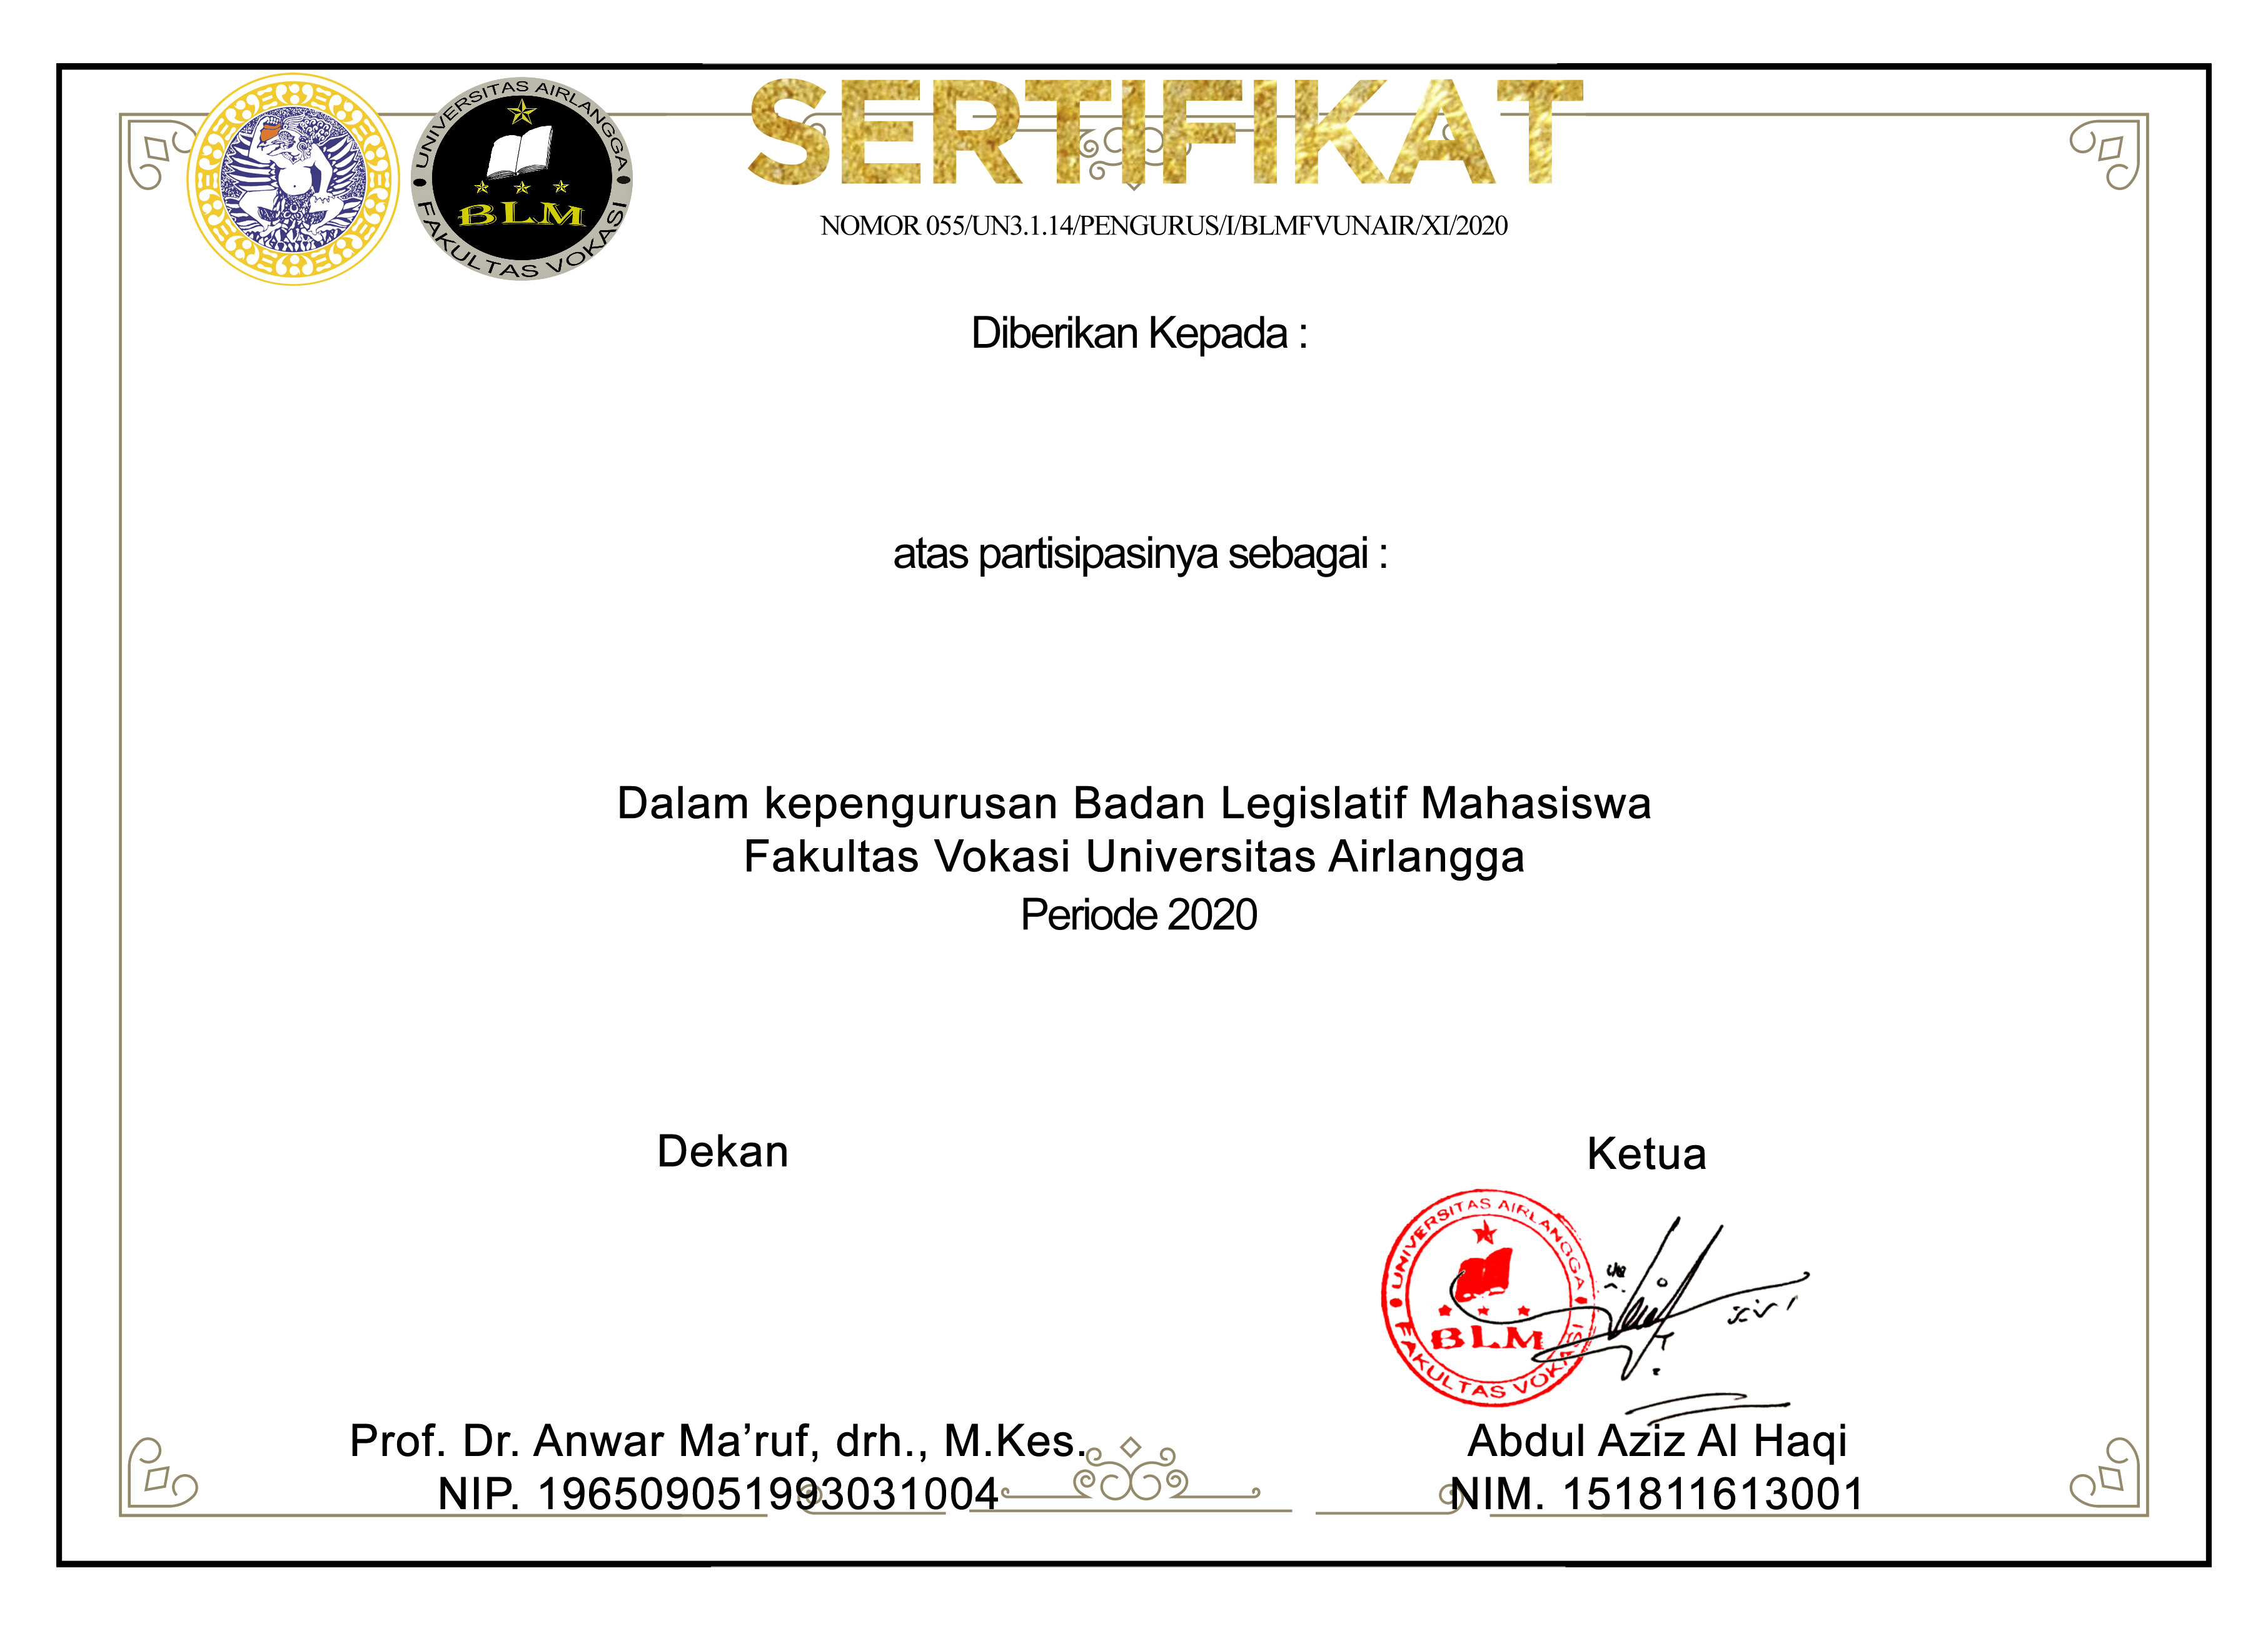 UNIVERSITAS AIRLANGGA
BLM
FAKULTAS VOKASI
SERTIFIKAT
NOMOR 055/UN3.1.14/PENGURUS/I/BLMFVUNAIR/XI/2020
Diberikan Kepada :
atas partisipasinya sebagai :
Dalam kepengurusan Badan Legislatif Mahasiswa
Fakultas Vokasi Universitas Airlangga
Periode 2020
Dekan
Ketua
UNIVERSITAS AIRLANGGA
BLM
FAKULTAS VOKASI
Prof. Dr. Anwar Ma’ruf, drh., M.Kes.
NIP. 196509051993031004
Abdul Aziz Al Haqi
NIM. 151811613001